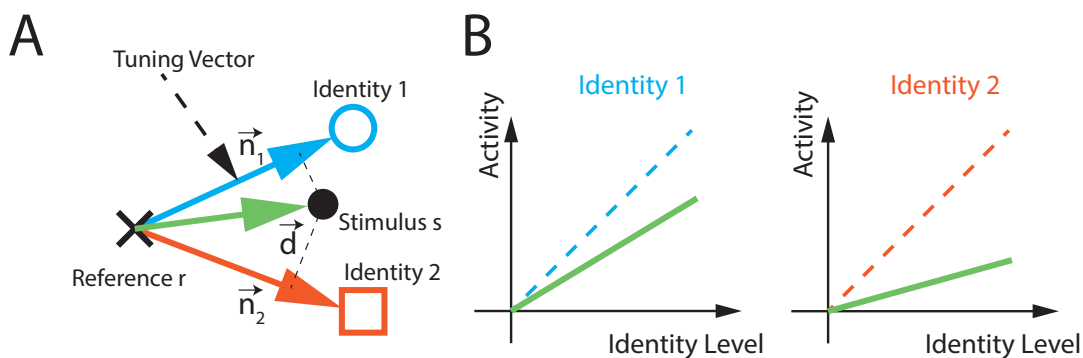 A
Tuning Vector
Identity 1
n₁
Stimulus s
d
Reference r
Identity 2
n₂
B
Identity 1
Activity
Identity Level
Identity 2
Activity
Identity Level